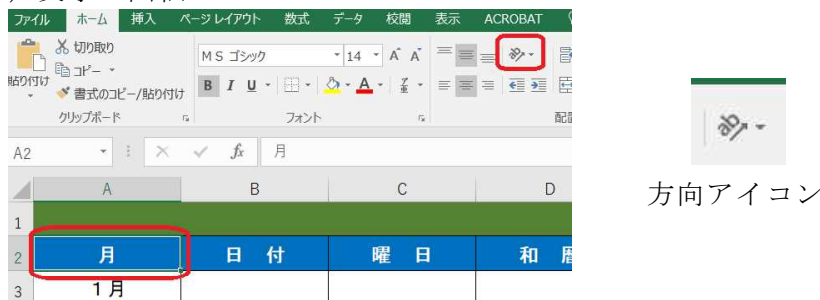 ファイル ホーム 挿入 ページレイアウト 数式 データ 校閲 表示 ACROBAT
切り取り
コピー
貼り付け
書式のコピー/貼り付け
MS ゴシック 14 A A
B I U A
クリップボード フォント
A2 fx 月
A B C D
1
2 月 日 付 曜 日 和 暦
3 1月
方向アイコン